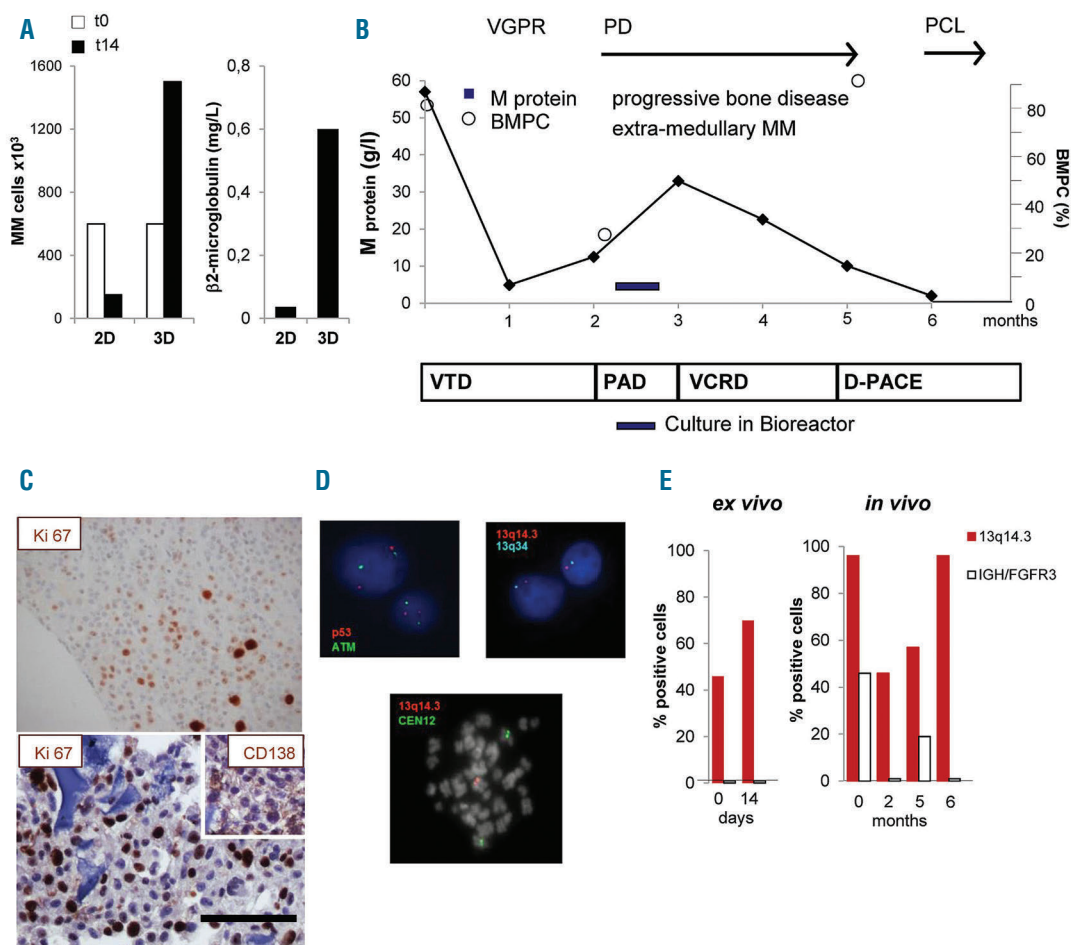 A
t0
t14
1600
1200
800
400
0
MM cells x10³
2D 3D
0,8
0,6
0,4
0,2
0
β2-microglobulin (mg/L)
2D 3D
B
VGPR PD PCL
M protein
BMPC
progressive bone disease
extra-medullary MM
60
50
40
30
20
10
0
M protein (g/l)
80
60
40
20
0
BMPC (%)
1 2 3 4 5 6 months
VTD PAD VCRD D-PACE
Culture in Bioreactor
C
Ki 67
Ki 67
CD138
D
p53
ATM
13q14.3
13q34
13q14.3
CEN12
E
ex vivo
100
80
60
40
20
0
% positive cells
0 14
days
in vivo
100
80
60
40
20
0
% positive cells
0 2 5 6
months
13q14.3
IGH/FGFR3